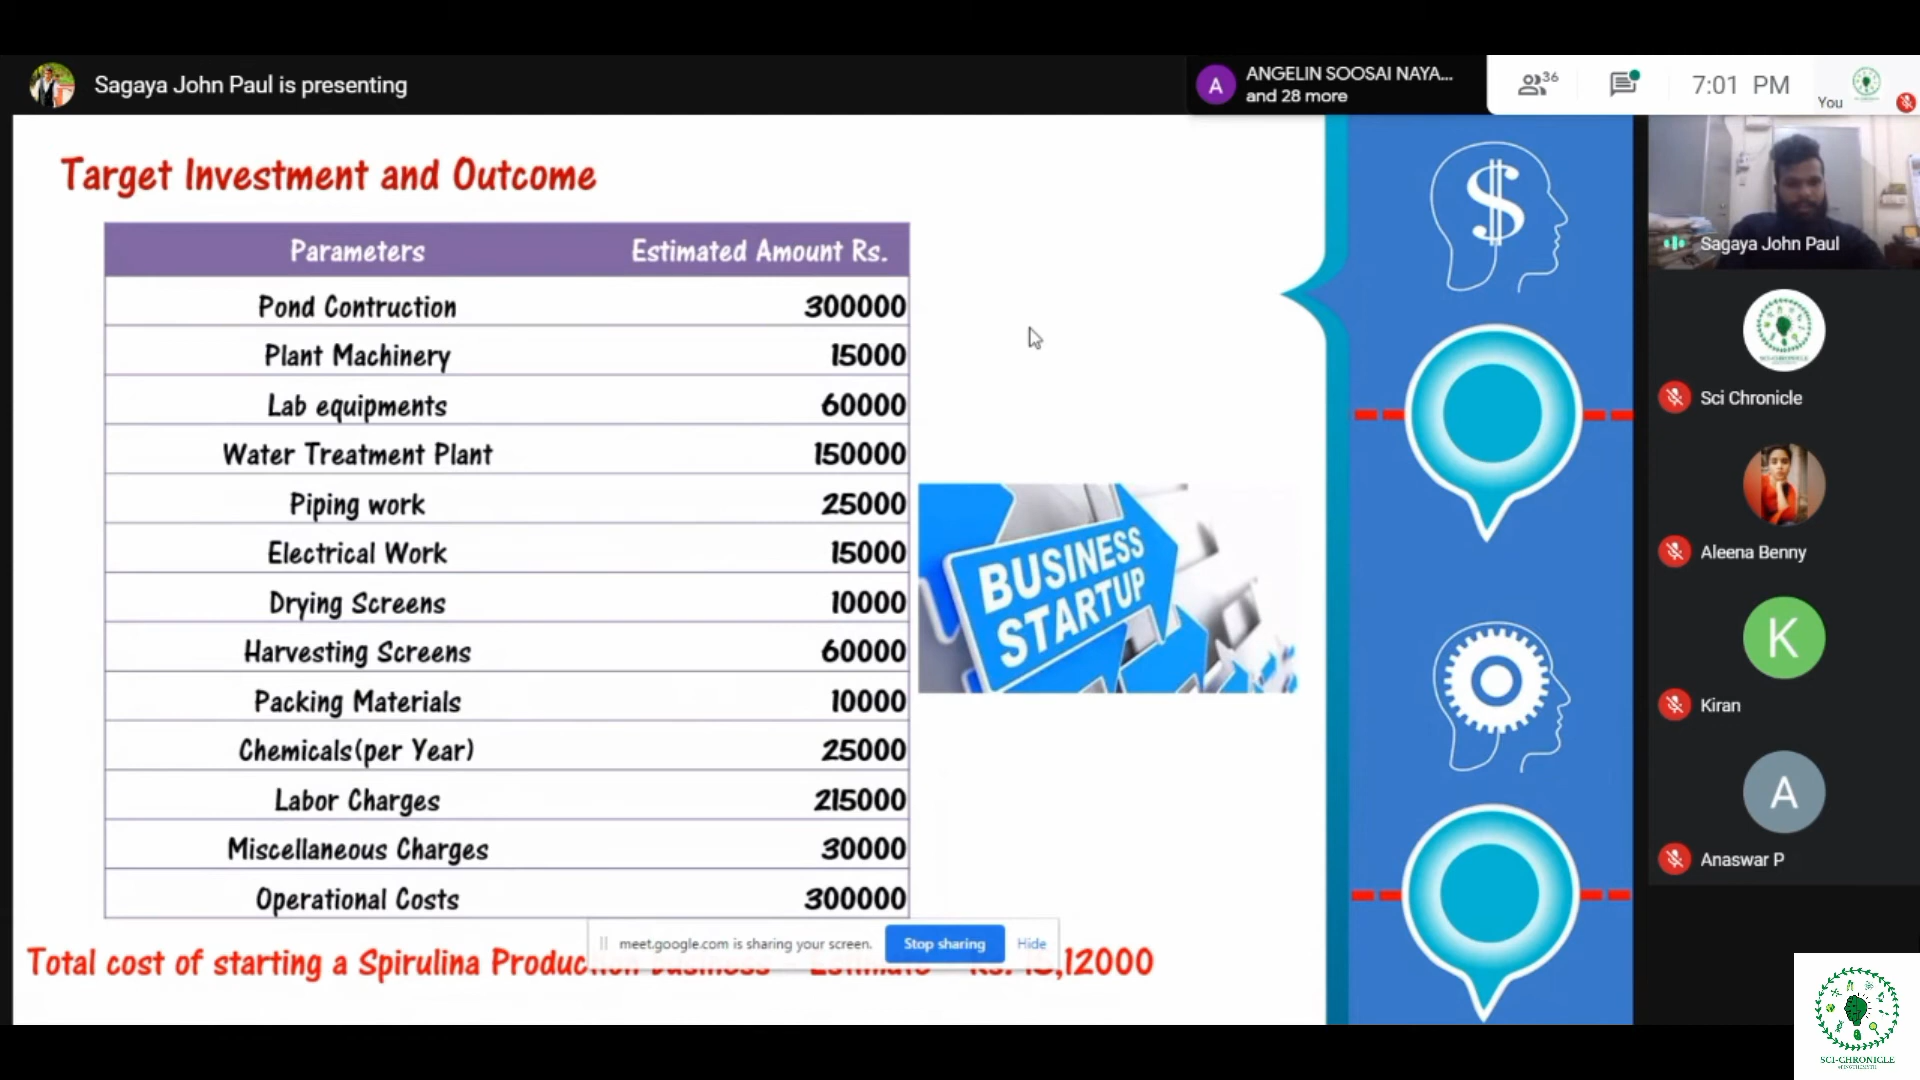 Sagaya John Paul is presenting
A
ANGELIN SOOSAI NAYA...
and 28 more
36
7:01 PM
You
Target Investment and Outcome
Parameters Estimated Amount Rs.
Pond Contruction 300000
Plant Machinery 15000
Lab equipments 60000
Water Treatment Plant 150000
Piping work 25000
Electrical Work 15000
Drying Screens 10000
Harvesting Screens 60000
Packing Materials 10000
Chemicals(per Year) 25000
Labor Charges 215000
Miscellaneous Charges 30000
Operational Costs 300000
BUSINESS
STARTUP
$
meet.google.com is sharing your screen. Stop sharing Hide
Total cost of starting a Spirulina Produc ,12000
Sagaya John Paul
SCI-CHRONICLE
Sci Chronicle
Aleena Benny
K
Kiran
A
Anaswar P
SCI-CHRONICLE